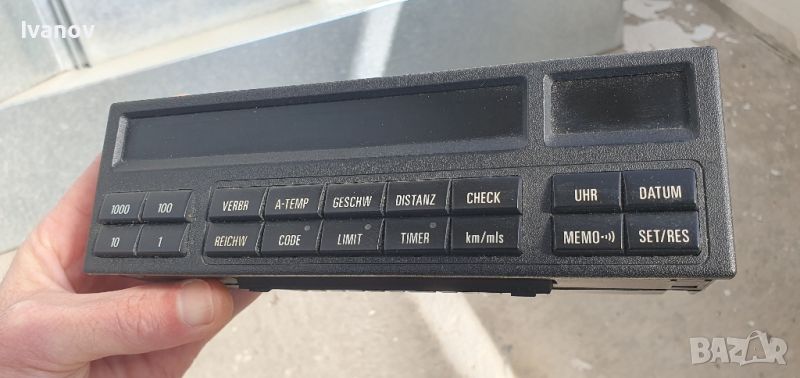 Ivanov
1000 100 VERBR A-TEMP GESCHW DISTANZ CHECK UHR DATUM
10 1 REICHW CODE LIMIT TIMER km/mls MEMO SET/RES
BAZAR